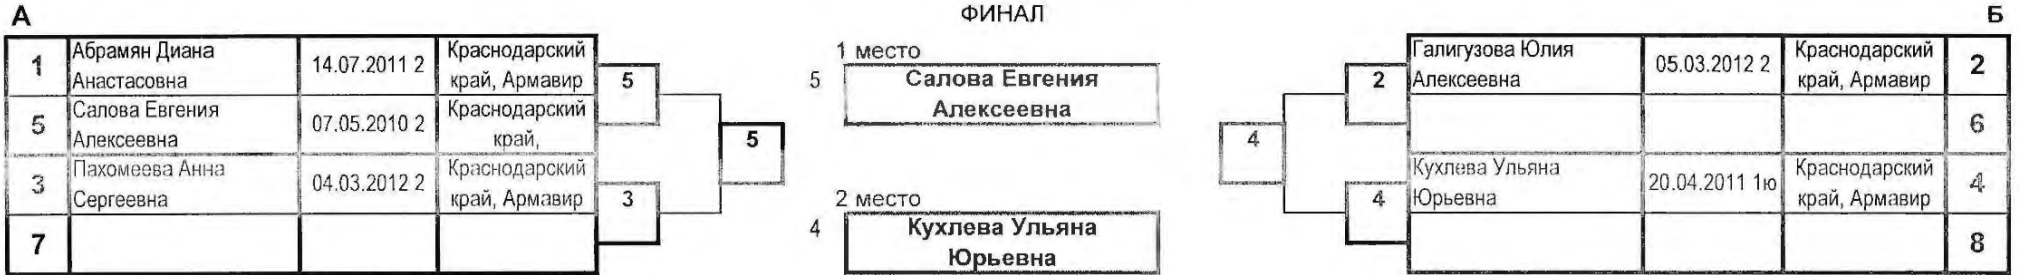 А
ФИНАЛ
Б
1
Абрамян Диана
Анастасовна
14.07.2011 2
Краснодарский
край, Армавир
5
Салова Евгения
Алексеевна
07.05.2010 2
Краснодарский
край,
3
Пахомеева Анна
Сергеевна
04.03.2012 2
Краснодарский
край, Армавир
7
5
3
5
1 место
5
Салова Евгения
Алексеевна
2 место
4
Кухлева Ульяна
Юрьевна
4
2
4
Галигузова Юлия
Алексеевна
05.03.2012 2
Краснодарский
край, Армавир
2
6
Кухлева Ульяна
Юрьевна
20.04.2011 1ю
Краснодарский
край, Армавир
4
8